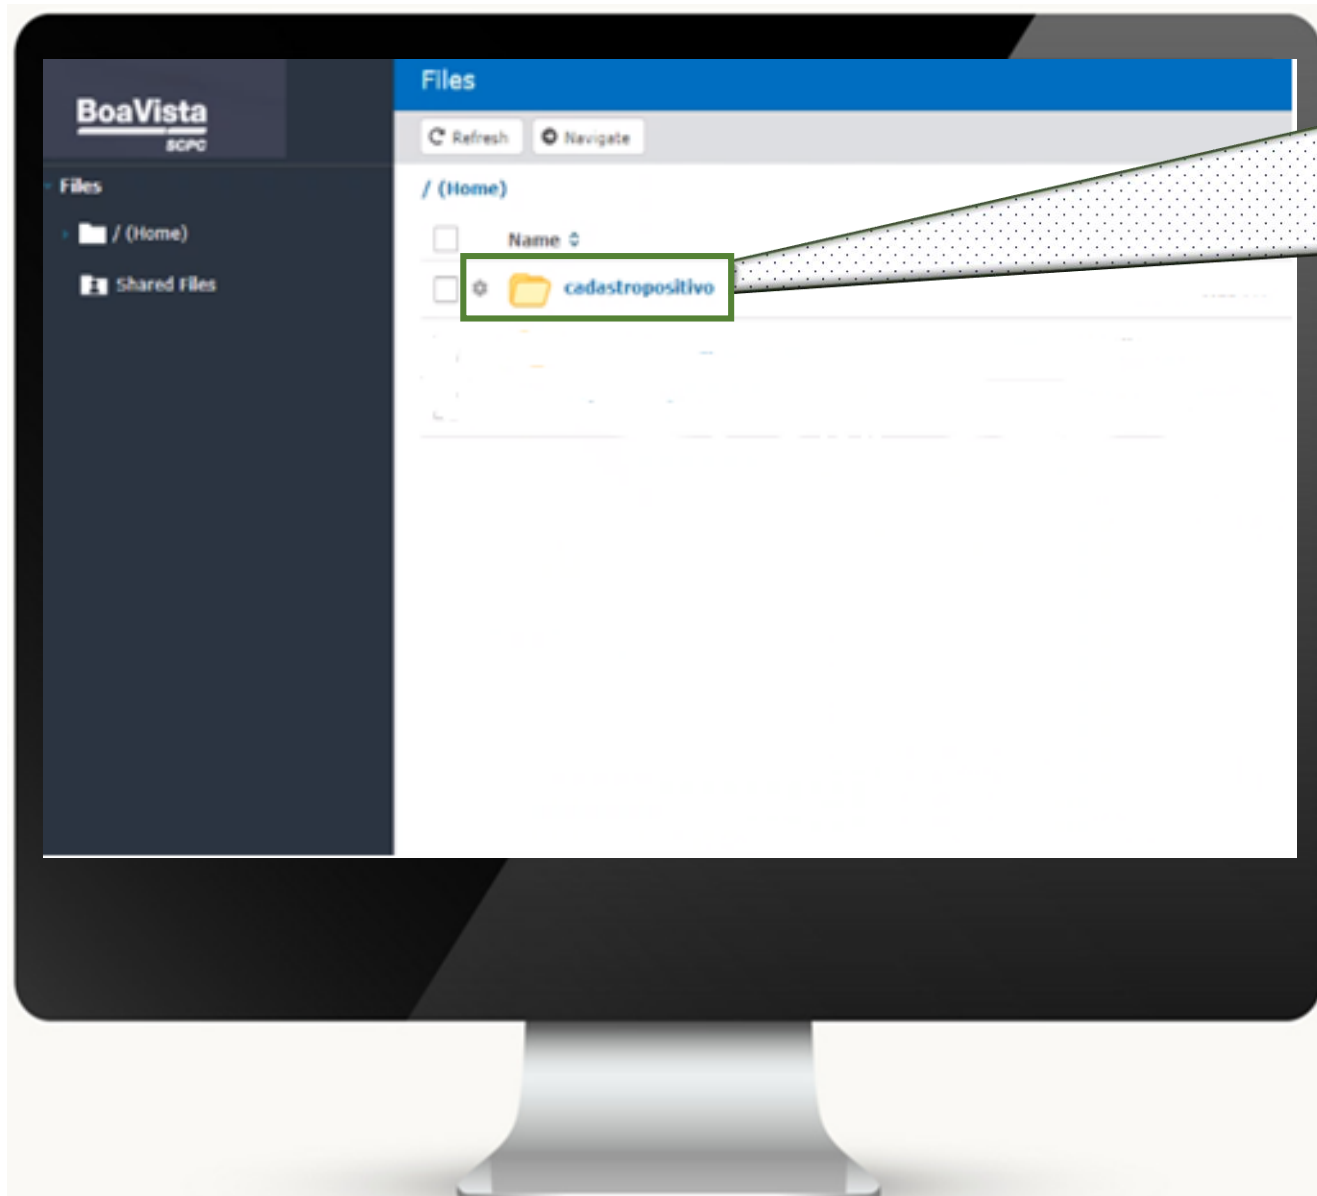 BoaVista
SCPC
Files
/ (Home)
Shared Files
Files
Refresh
Navigate
/ (Home)
Name
cadastropositivo